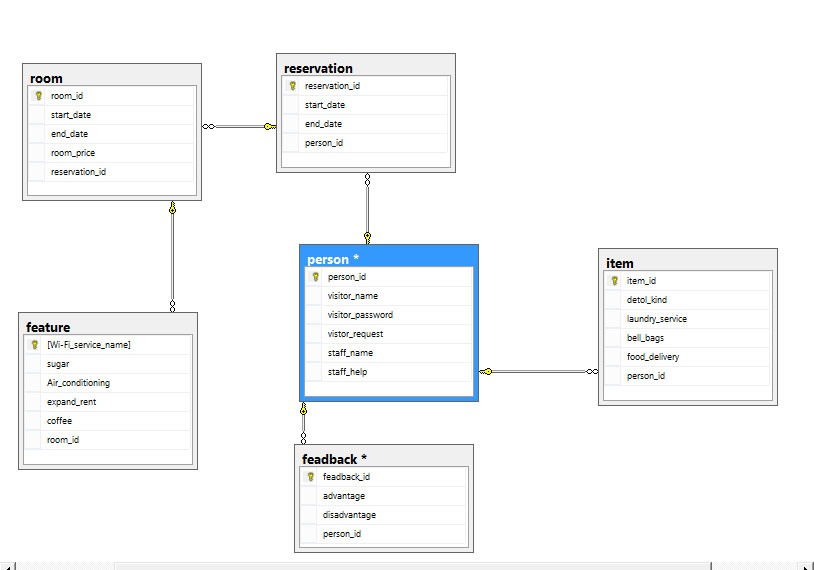 room
room_id
start_date
end_date
room_price
reservation_id
reservation
reservation_id
start_date
end_date
person_id
person *
person_id
visitor_name
visitor_password
vistor_request
staff_name
staff_help
item
item_id
detol_kind
laundry_service
bell_bags
food_delivery
person_id
feature
[Wi-Fi_service_name]
sugar
Air_conditioning
expand_rent
coffee
room_id
feadback *
feadback_id
advantage
disadvantage
person_id